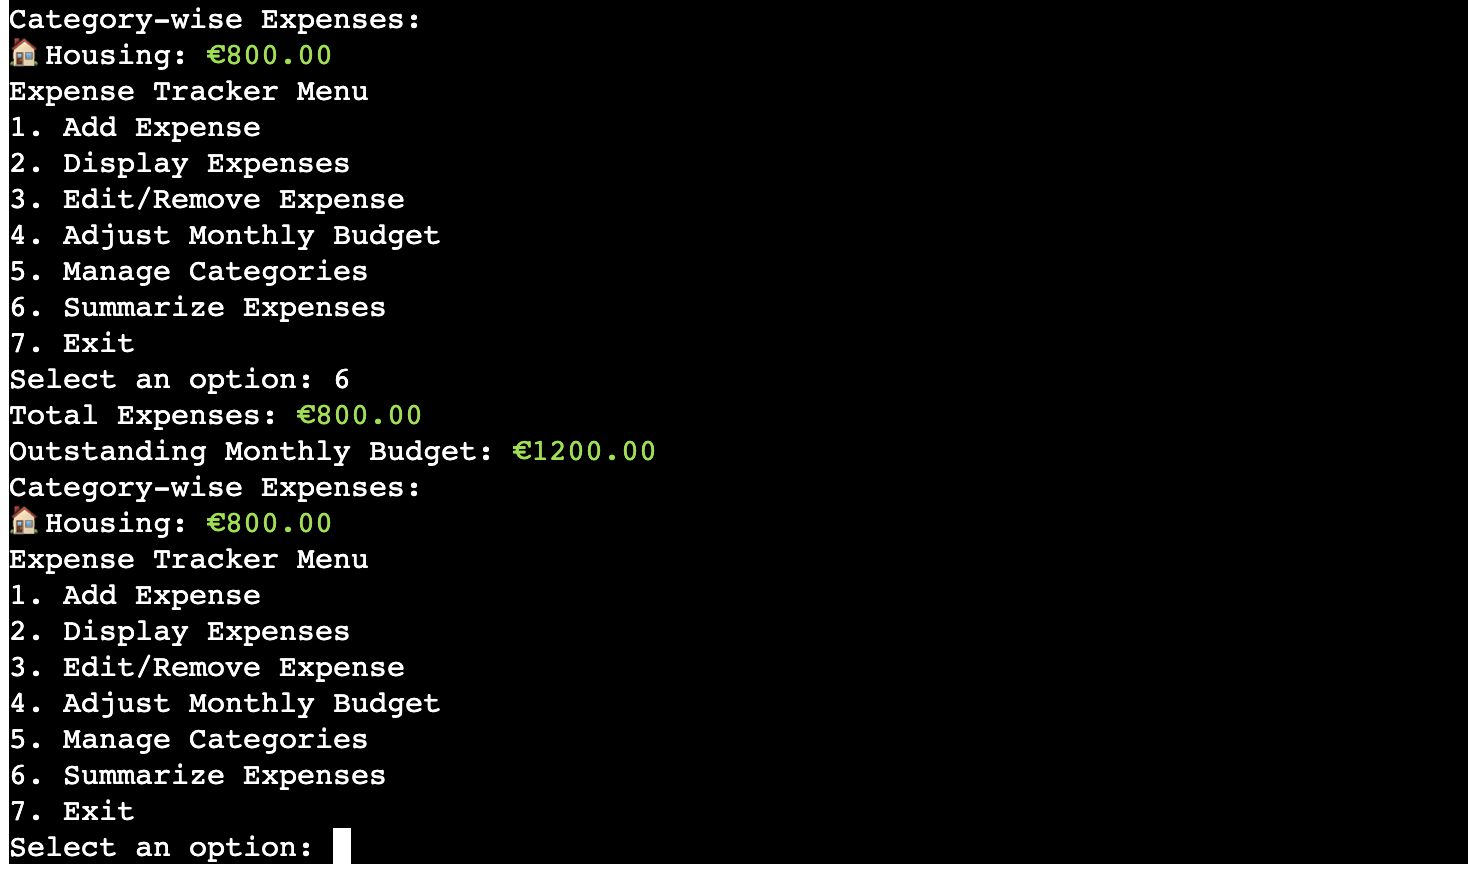 Category-wise Expenses:
🏠Housing: €800.00
Expense Tracker Menu
1. Add Expense
2. Display Expenses
3. Edit/Remove Expense
4. Adjust Monthly Budget
5. Manage Categories
6. Summarize Expenses
7. Exit
Select an option: 6
Total Expenses: €800.00
Outstanding Monthly Budget: €1200.00
Category-wise Expenses:
🏠Housing: €800.00
Expense Tracker Menu
1. Add Expense
2. Display Expenses
3. Edit/Remove Expense
4. Adjust Monthly Budget
5. Manage Categories
6. Summarize Expenses
7. Exit
Select an option: